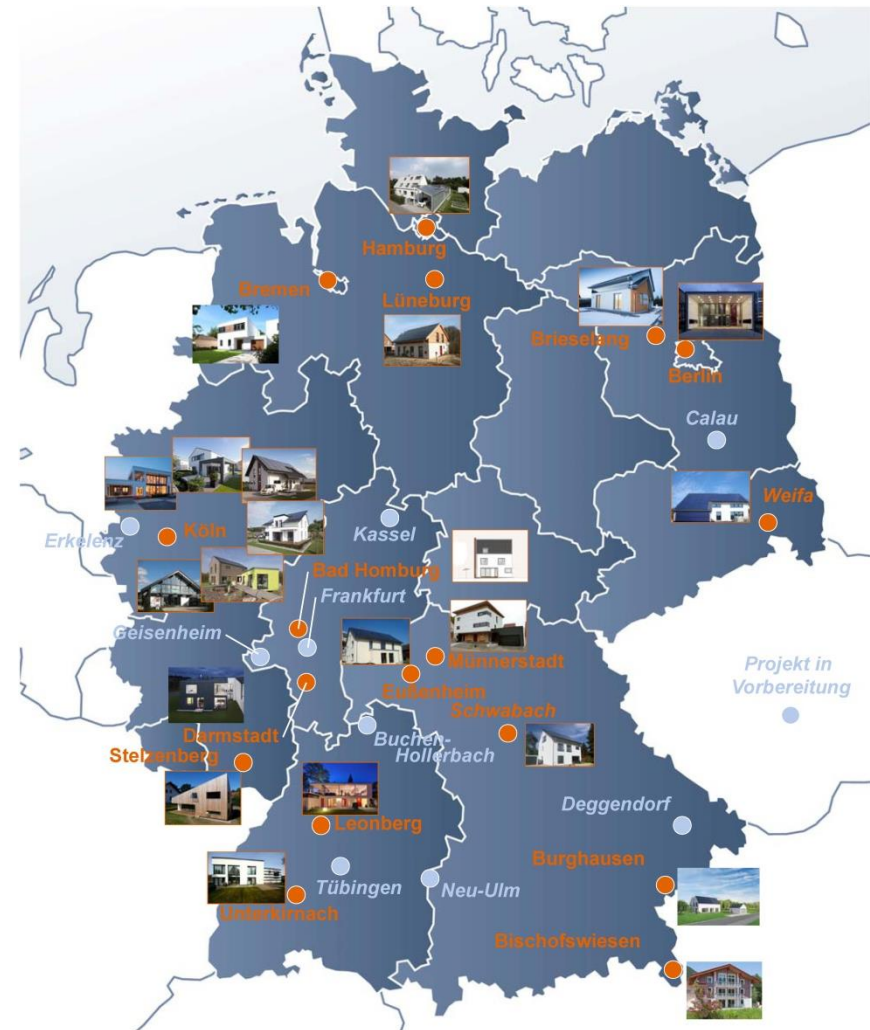 Hamburg
Bremen
Lüneburg
Brieselang
Berlin
Calau
Weifa
Erkelenz
Köln
Kassel
Bad Homburg
Frankfurt
Geisenheim
Münnerstadt
Eußenheim
Schwabach
Projekt in
Vorbereitung
Darmstadt
Stelzenberg
Buchen-
Hollerbach
Leonberg
Deggendorf
Tübingen
Neu-Ulm
Burghausen
Unterkirnach
Bischofswiesen